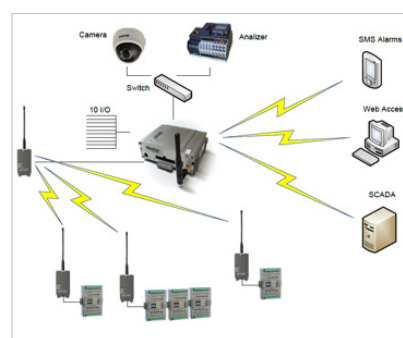 Camera
Analizer
SMS Alarms
Switch
10 I/O
Web Acces
SCADA